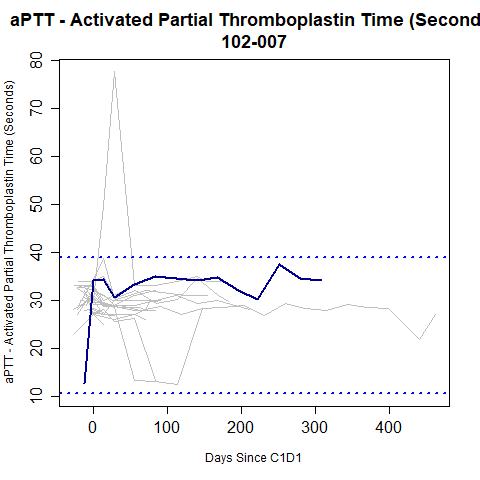 aPTT - Activated Partial Thromboplastin Time (Second
102-007
aPTT - Activated Partial Thromboplastin Time (Seconds)
80
70
60
50
40
30
20
10
0 100 200 300 400
Days Since C1D1